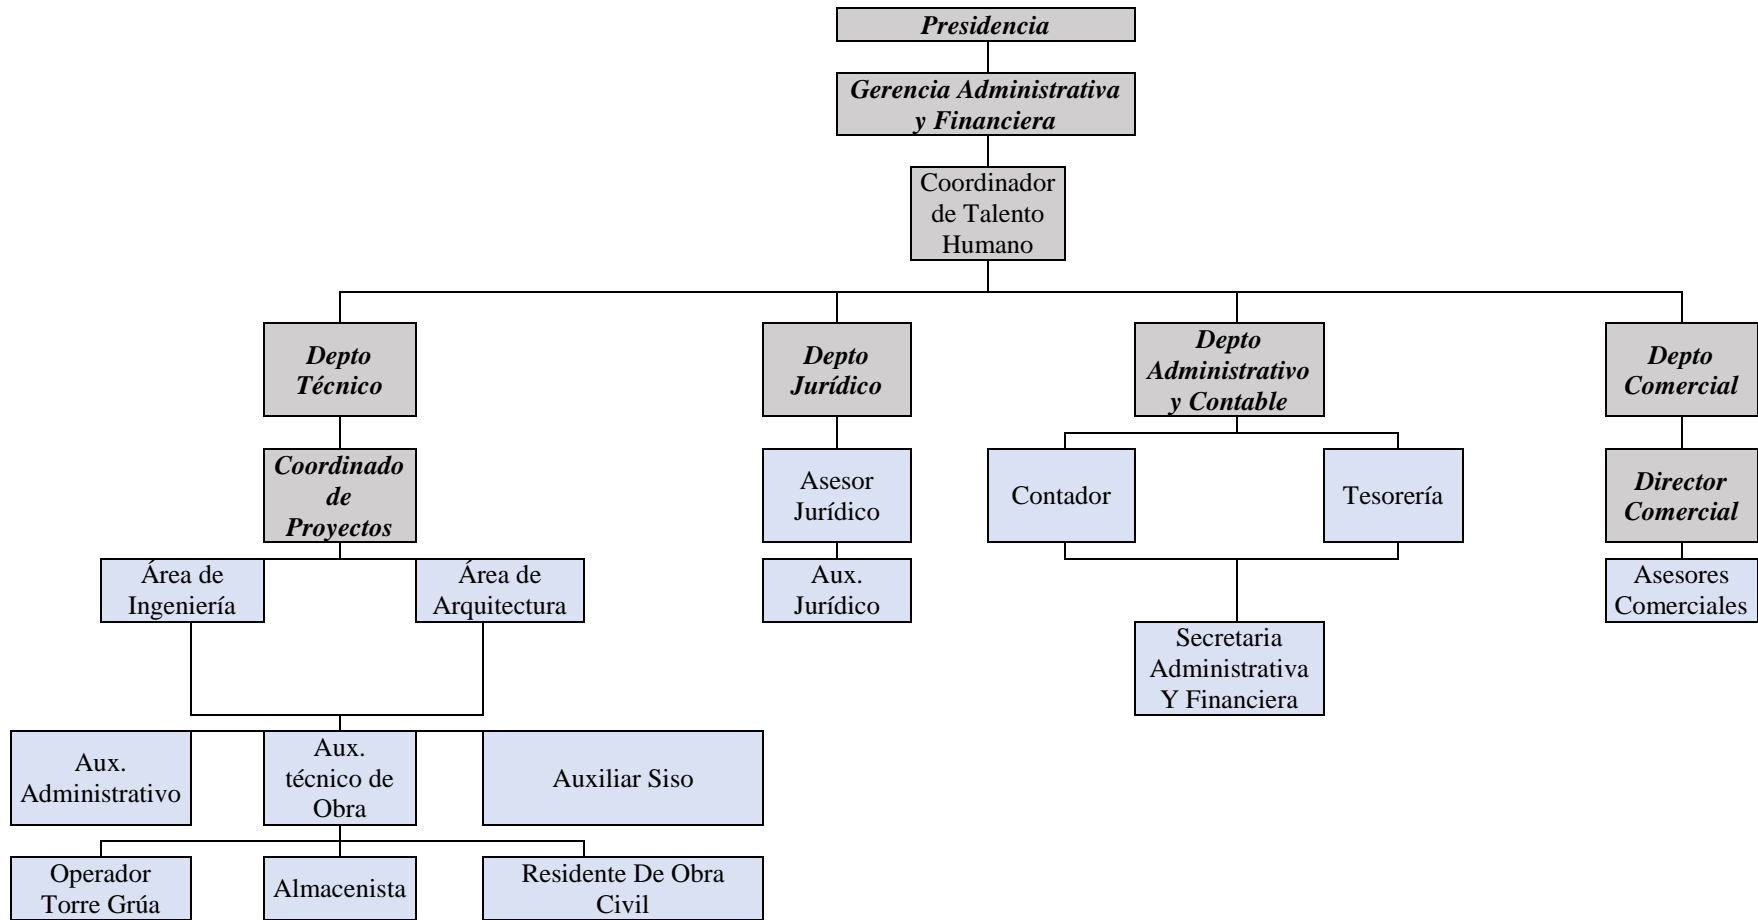 Presidencia
Gerencia Administrativa
y Financiera
Coordinador
de Talento
Humano
Depto
Técnico
Depto
Jurídico
Depto
Administrativo
y Contable
Depto
Comercial
Coordinado
de
Proyectos
Asesor
Jurídico
Contador
Tesorería
Director
Comercial
Área de
Ingeniería
Área de
Arquitectura
Aux.
Jurídico
Asesores
Comerciales
Secretaria
Administrativa
Y Financiera
Aux.
Administrativo
Aux.
técnico de
Obra
Auxiliar Siso
Operador
Torre Grúa
Almacenista
Residente De Obra
Civil